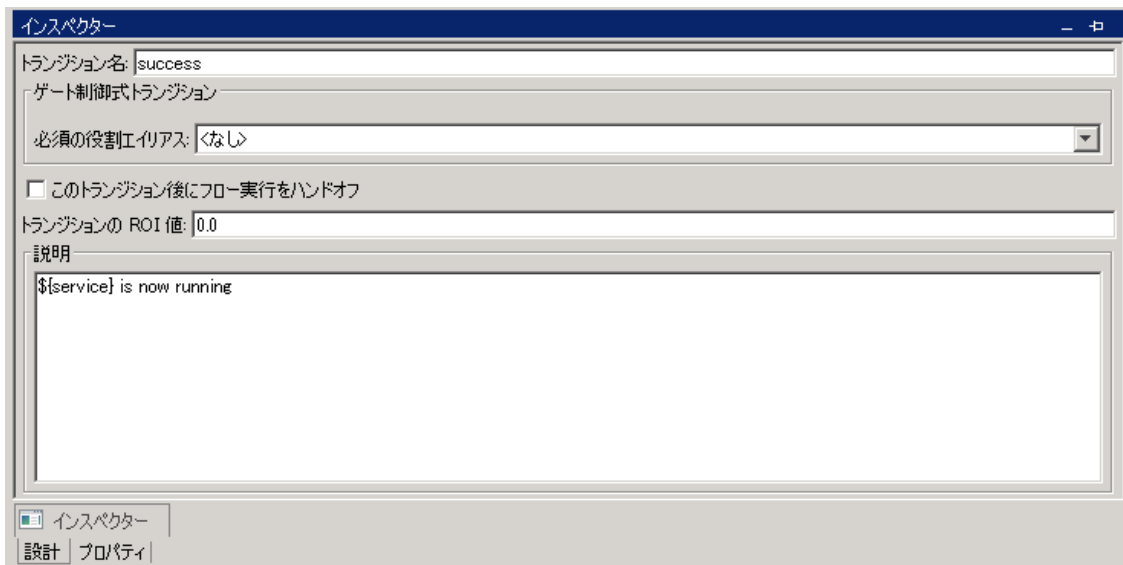 インスペクター
トランジション名: success
ゲート制御式トランジション
必須の役割エイリアス: <なし>
このトランジション後にフロー実行をハンドオフ
トランジションの ROI 値: 0.0
説明
${service} is now running
インスペクター
設計 プロパティ